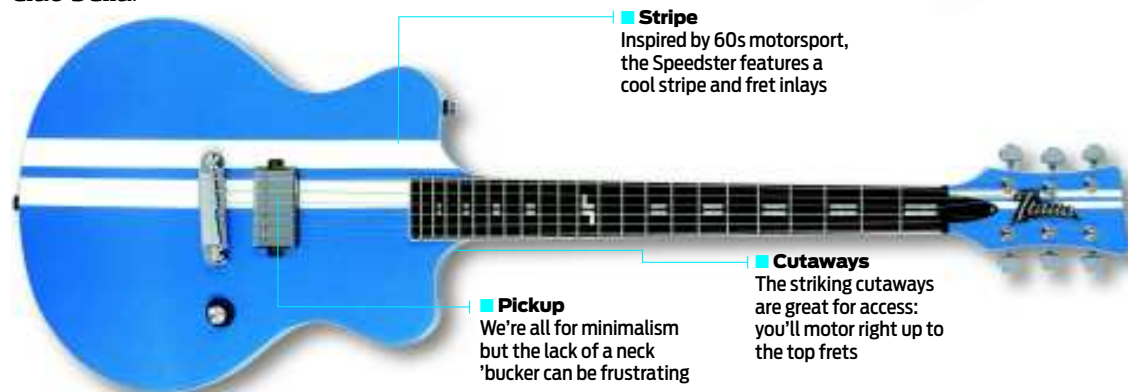 ■ Stripe
Inspired by 60s motorsport,
the Speedster features a
cool stripe and fret inlays
■ Cutaways
The striking cutaways
are great for access:
you’ll motor right up to
the top frets
■ Pickup
We’re all for minimalism
but the lack of a neck
’bucker can be frustrating